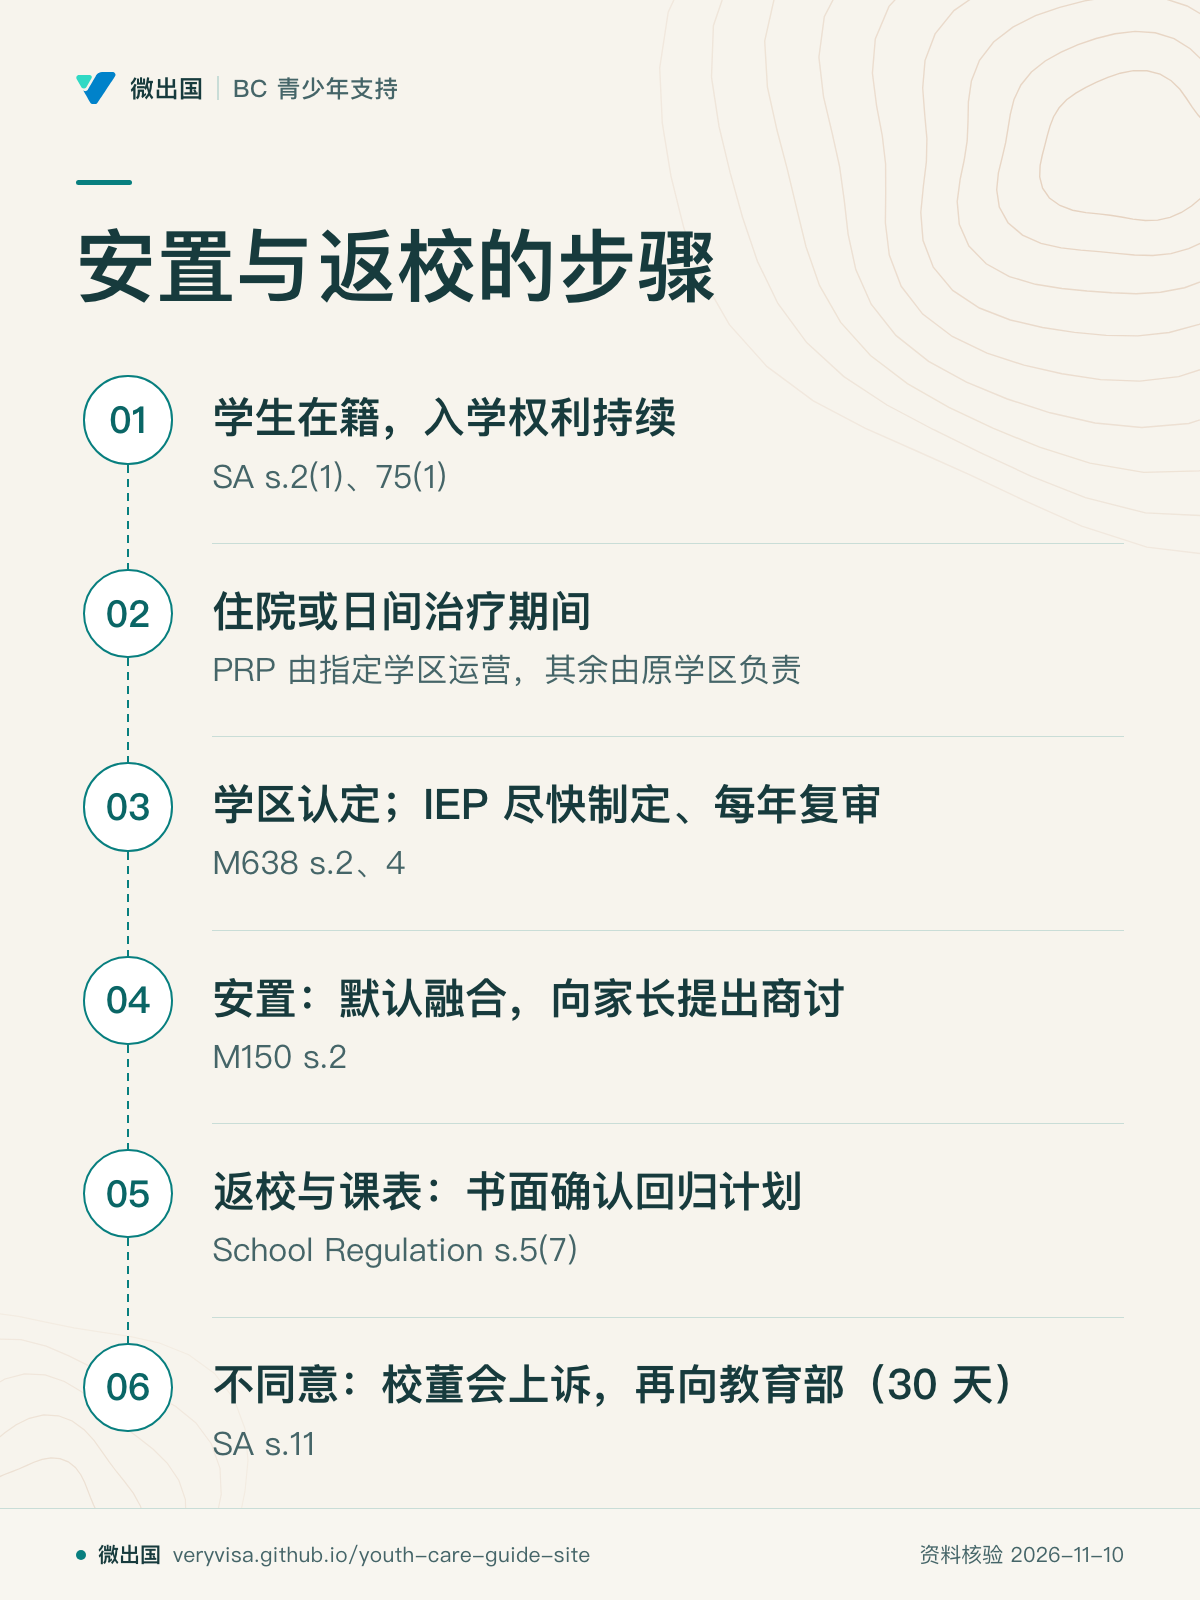 微出国 | BC 青少年支持
安置与返校的步骤
01 学生在籍，入学权利持续
SA s.2(1)、75(1)
02 住院或日间治疗期间
PRP 由指定学区运营，其余由原学区负责
03 学区认定；IEP 尽快制定、每年复审
M638 s.2、4
04 安置：默认融合，向家长提出商讨
M150 s.2
05 返校与课表：书面确认回归计划
School Regulation s.5(7)
06 不同意：校董会上诉，再向教育部（30 天）
SA s.11
微出国 veryvisa.github.io/youth-care-guide-site 资料核验 2026-11-10